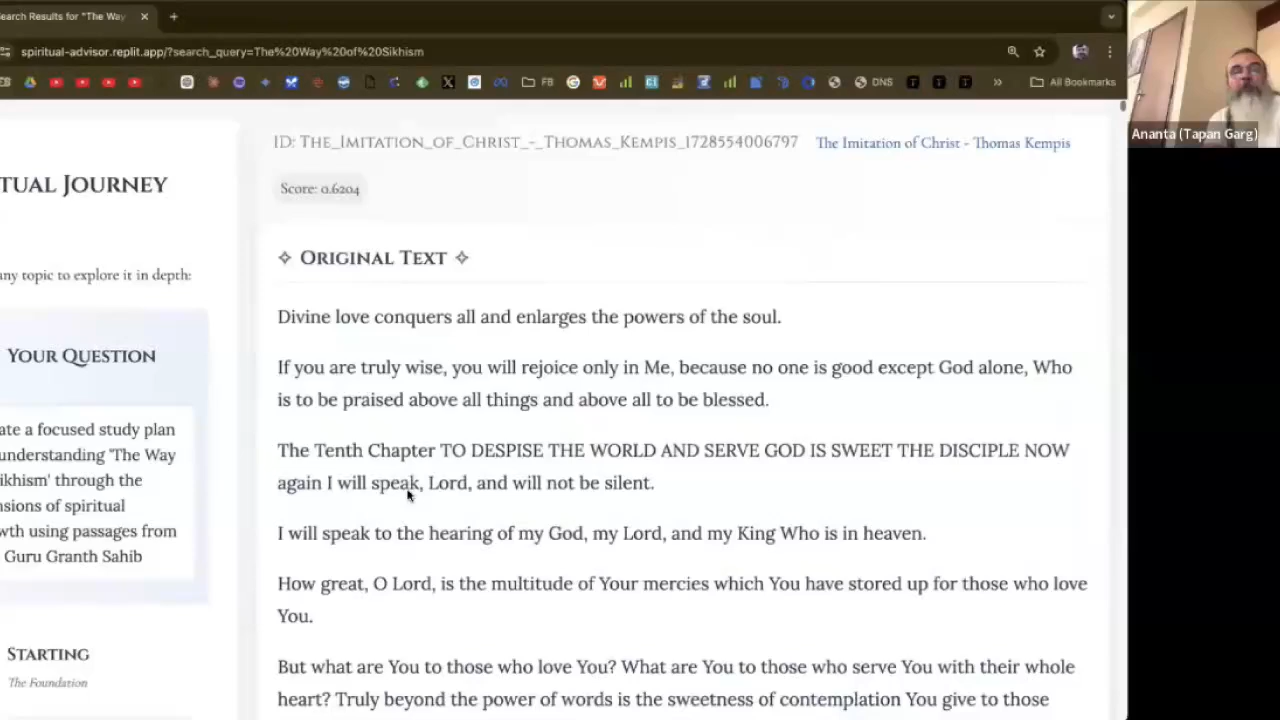 earch Results for "The Way
spiritual-advisor.replit.app/?search_query=The%20Way%20of%20Sikhism
FB
DNS
All Bookmarks
Ananta (Tapan Garg)
TUAL JOURNEY
any topic to explore it in depth:
YOUR QUESTION
ate a focused study plan
understanding 'The Way
ikhism' through the
nsions of spiritual
wth using passages from
Guru Granth Sahib
STARTING
The Foundation
ID: THE_IMITATION_OF_CHRIST_-_THOMAS_KEMPIS_1728554006797 The Imitation of Christ - Thomas Kempis
Score: 0.6204
✧ ORIGINAL TEXT ✧
Divine love conquers all and enlarges the powers of the soul.
If you are truly wise, you will rejoice only in Me, because no one is good except God alone, Who
is to be praised above all things and above all to be blessed.
The Tenth Chapter TO DESPISE THE WORLD AND SERVE GOD IS SWEET THE DISCIPLE NOW
again I will speak, Lord, and will not be silent.
I will speak to the hearing of my God, my Lord, and my King Who is in heaven.
How great, O Lord, is the multitude of Your mercies which You have stored up for those who love
You.
But what are You to those who love You? What are You to those who serve You with their whole
heart? Truly beyond the power of words is the sweetness of contemplation You give to those